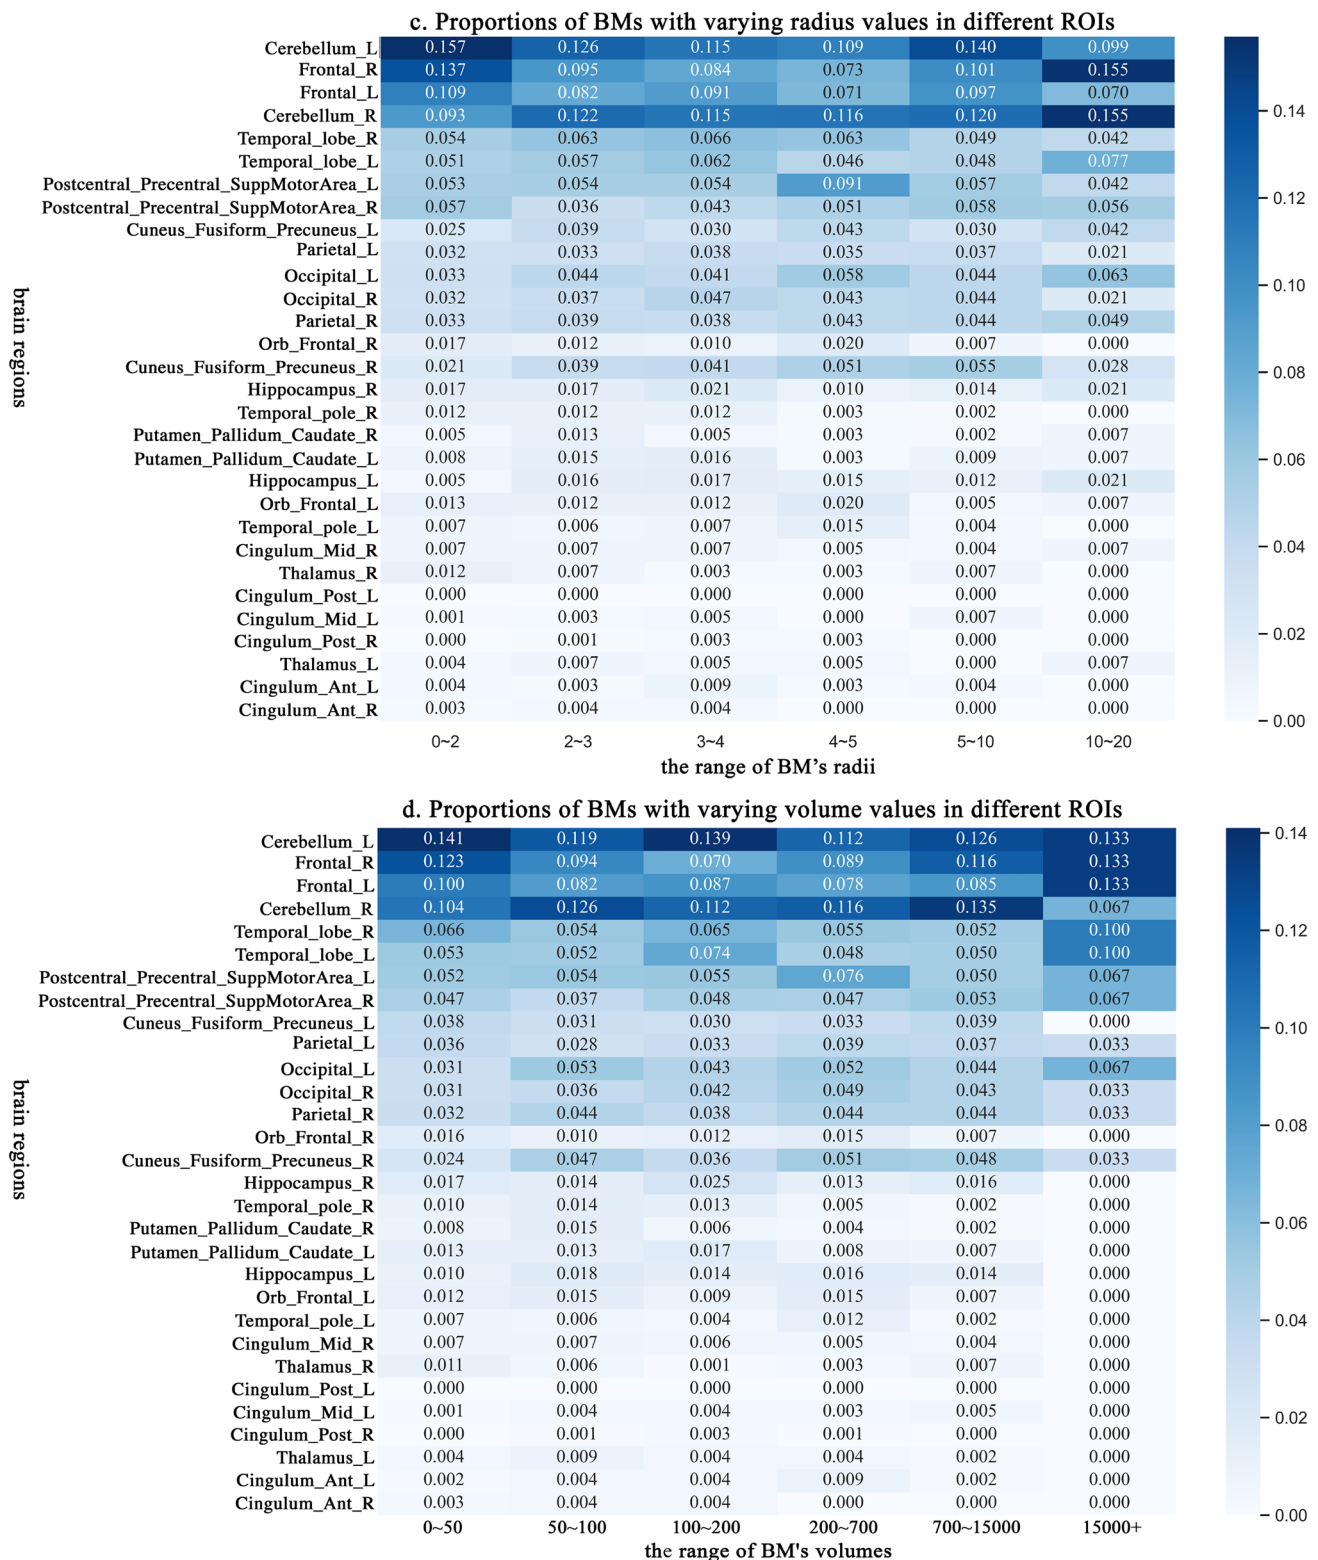 c. Proportions of BMs with varying radius values in different ROIs
Cerebellum_L 0.157 0.126 0.115 0.109 0.140 0.099
Frontal_R 0.137 0.095 0.084 0.073 0.101 0.155
Frontal_L 0.109 0.082 0.091 0.071 0.097 0.070
Cerebellum_R 0.093 0.122 0.115 0.116 0.120 0.155
Temporal_lobe_R 0.054 0.063 0.066 0.063 0.049 0.042
Temporal_lobe_L 0.051 0.057 0.062 0.046 0.048 0.077
Postcentral_Precentral_SuppMotorArea_L 0.053 0.054 0.054 0.091 0.057 0.042
Postcentral_Precentral_SuppMotorArea_R 0.057 0.036 0.043 0.051 0.058 0.056
Cuneus_Fusiform_Precuneus_L 0.025 0.039 0.030 0.043 0.030 0.042
Parietal_L 0.032 0.033 0.038 0.035 0.037 0.021
Occipital_L 0.033 0.044 0.041 0.058 0.044 0.063
Occipital_R 0.032 0.037 0.047 0.043 0.044 0.021
Parietal_R 0.033 0.039 0.038 0.043 0.044 0.049
Orb_Frontal_R 0.017 0.012 0.010 0.020 0.007 0.000
Cuneus_Fusiform_Precuneus_R 0.021 0.039 0.041 0.051 0.055 0.028
Hippocampus_R 0.017 0.017 0.021 0.010 0.014 0.021
Temporal_pole_R 0.012 0.012 0.012 0.003 0.002 0.000
Putamen_Pallidum_Caudate_R 0.005 0.013 0.005 0.003 0.002 0.007
Putamen_Pallidum_Caudate_L 0.008 0.015 0.016 0.003 0.009 0.007
Hippocampus_L 0.005 0.016 0.017 0.015 0.012 0.021
Orb_Frontal_L 0.013 0.012 0.012 0.020 0.005 0.007
Temporal_pole_L 0.007 0.006 0.007 0.015 0.004 0.000
Cingulum_Mid_R 0.007 0.007 0.007 0.005 0.004 0.007
Thalamus_R 0.012 0.007 0.003 0.003 0.007 0.000
Cingulum_Post_L 0.000 0.000 0.000 0.000 0.000 0.000
Cingulum_Mid_L 0.001 0.003 0.005 0.000 0.007 0.000
Cingulum_Post_R 0.000 0.001 0.003 0.003 0.000 0.000
Thalamus_L 0.004 0.007 0.005 0.005 0.000 0.007
Cingulum_Ant_L 0.004 0.003 0.009 0.003 0.004 0.000
Cingulum_Ant_R 0.003 0.004 0.004 0.000 0.000 0.000
0~2 2~3 3~4 4~5 5~10 10~20
the range of BM’s radii
brain regions
0.14
0.12
0.10
0.08
0.06
0.04
0.02
0.00
d. Proportions of BMs with varying volume values in different ROIs
Cerebellum_L 0.141 0.119 0.139 0.112 0.126 0.133
Frontal_R 0.123 0.094 0.070 0.089 0.116 0.133
Frontal_L 0.100 0.082 0.087 0.078 0.085 0.133
Cerebellum_R 0.104 0.126 0.112 0.116 0.135 0.067
Temporal_lobe_R 0.066 0.054 0.065 0.055 0.052 0.100
Temporal_lobe_L 0.053 0.052 0.074 0.048 0.050 0.100
Postcentral_Precentral_SuppMotorArea_L 0.052 0.054 0.055 0.076 0.050 0.067
Postcentral_Precentral_SuppMotorArea_R 0.047 0.037 0.048 0.047 0.053 0.067
Cuneus_Fusiform_Precuneus_L 0.038 0.031 0.030 0.033 0.039 0.000
Parietal_L 0.036 0.028 0.033 0.039 0.037 0.033
Occipital_L 0.031 0.053 0.043 0.052 0.044 0.067
Occipital_R 0.031 0.036 0.042 0.049 0.043 0.033
Parietal_R 0.032 0.044 0.038 0.044 0.044 0.033
Orb_Frontal_R 0.016 0.010 0.012 0.015 0.007 0.000
Cuneus_Fusiform_Precuneus_R 0.024 0.047 0.036 0.051 0.048 0.033
Hippocampus_R 0.017 0.014 0.025 0.013 0.016 0.000
Temporal_pole_R 0.010 0.014 0.013 0.005 0.002 0.000
Putamen_Pallidum_Caudate_R 0.008 0.015 0.006 0.004 0.002 0.000
Putamen_Pallidum_Caudate_L 0.013 0.013 0.017 0.008 0.007 0.000
Hippocampus_L 0.010 0.018 0.014 0.016 0.014 0.000
Orb_Frontal_L 0.012 0.015 0.009 0.015 0.007 0.000
Temporal_pole_L 0.007 0.006 0.004 0.012 0.002 0.000
Cingulum_Mid_R 0.007 0.007 0.006 0.005 0.004 0.000
Thalamus_R 0.011 0.006 0.001 0.003 0.007 0.000
Cingulum_Post_L 0.000 0.000 0.000 0.000 0.000 0.000
Cingulum_Mid_L 0.001 0.004 0.004 0.003 0.005 0.000
Cingulum_Post_R 0.000 0.001 0.003 0.001 0.000 0.000
Thalamus_L 0.004 0.009 0.004 0.004 0.002 0.000
Cingulum_Ant_L 0.002 0.004 0.004 0.009 0.002 0.000
Cingulum_Ant_R 0.003 0.004 0.004 0.000 0.000 0.000
0~50 50~100 100~200 200~700 700~15000 15000+
the range of BM's volumes
brain regions
0.14
0.12
0.10
0.08
0.06
0.04
0.02
0.00